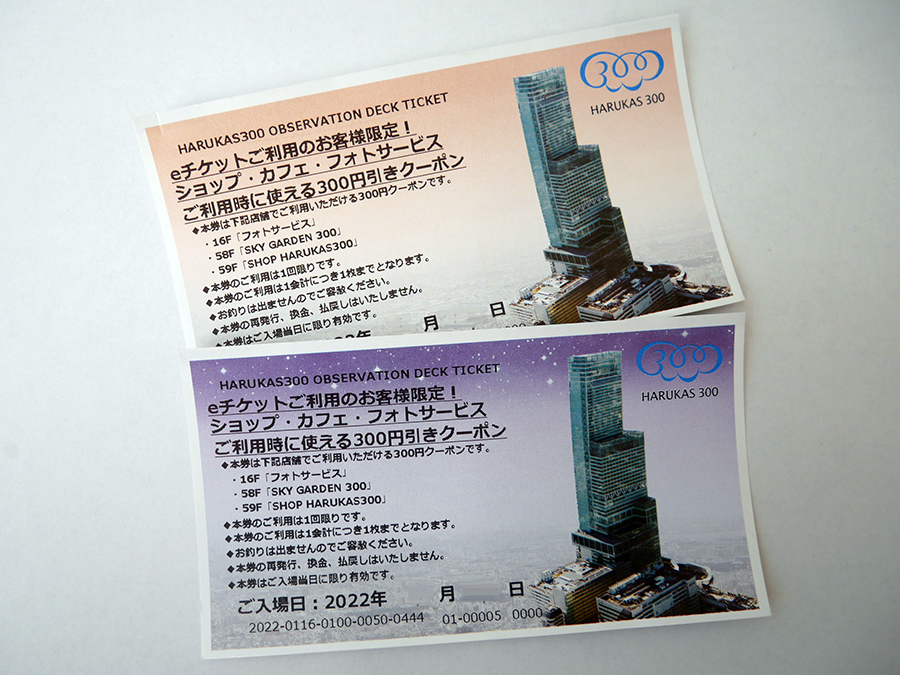 300
HARUKAS 300
HARUKAS300 OBSERVATION DECK TICKET
eチケットご利用のお客様限定！
ショップ・カフェ・フォトサービス
ご利用時に使える300円引きクーポン
◆本券は下記店舗でご利用いただける300円クーポンです。
・16F「フォトサービス」
・58F「SKY GARDEN 300」
・59F「SHOP HARUKAS300」
◆本券のご利用は1回限りです。
◆本券のご利用は1会計につき1枚までとなります。
◆お釣りは出ませんのでご容赦ください。
◆本券の再発行、換金、払戻しはいたしません。
◆本券はご入場当日に限り有効です。
月 日
300
HARUKAS 300
HARUKAS300 OBSERVATION DECK TICKET
eチケットご利用のお客様限定！
ショップ・カフェ・フォトサービス
ご利用時に使える300円引きクーポン
◆本券は下記店舗でご利用いただける300円クーポンです。
・16F「フォトサービス」
・58F「SKY GARDEN 300」
・59F「SHOP HARUKAS300」
◆本券のご利用は1回限りです。
◆本券のご利用は1会計につき1枚までとなります。
◆お釣りは出ませんのでご容赦ください。
◆本券の再発行、換金、払戻しはいたしません。
◆本券はご入場当日に限り有効です。
ご入場日：2022年 月 日
2022-0116-0100-0050-0444 01-00005 0000